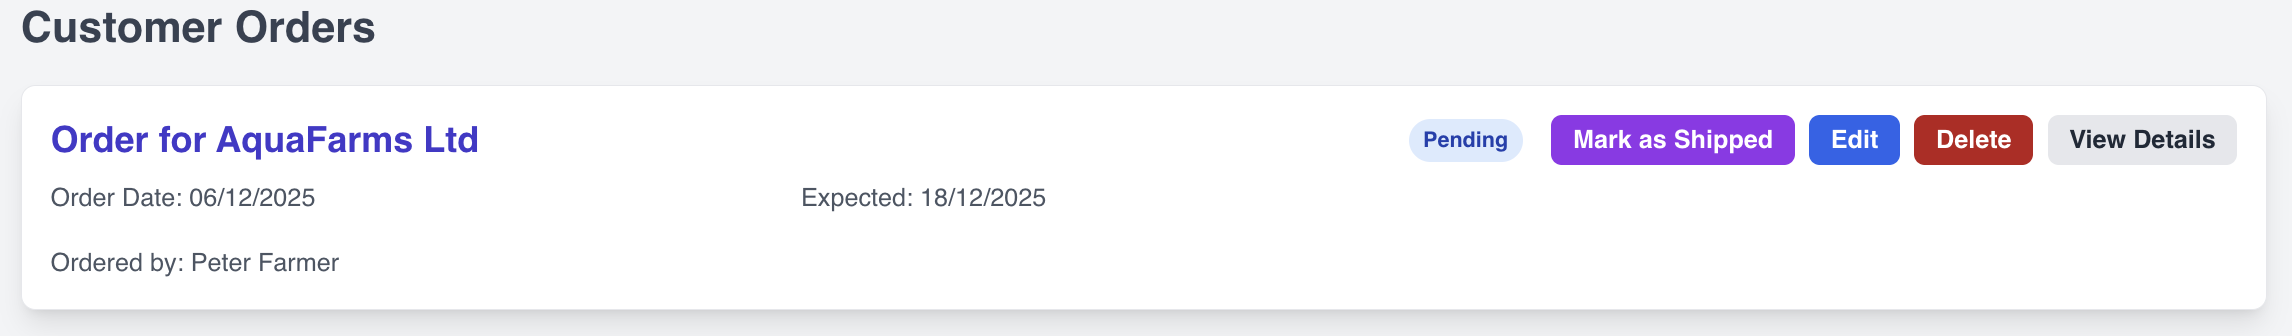 Customer Orders
Order for AquaFarms Ltd
Pending
Mark as Shipped
Edit
Delete
View Details
Order Date: 06/12/2025
Expected: 18/12/2025
Ordered by: Peter Farmer